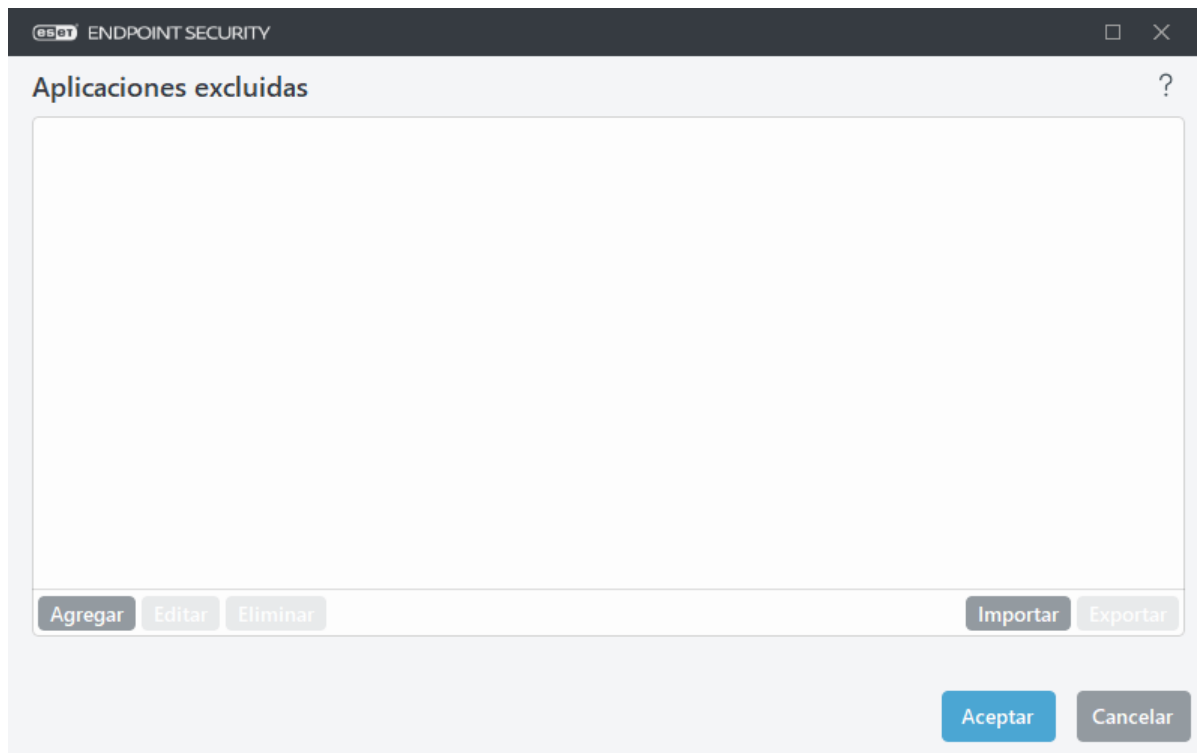 eseT ENDPOINT SECURITY
Aplicaciones excluidas ?
Agregar Editar Eliminar Importar Exportar
Aceptar Cancelar